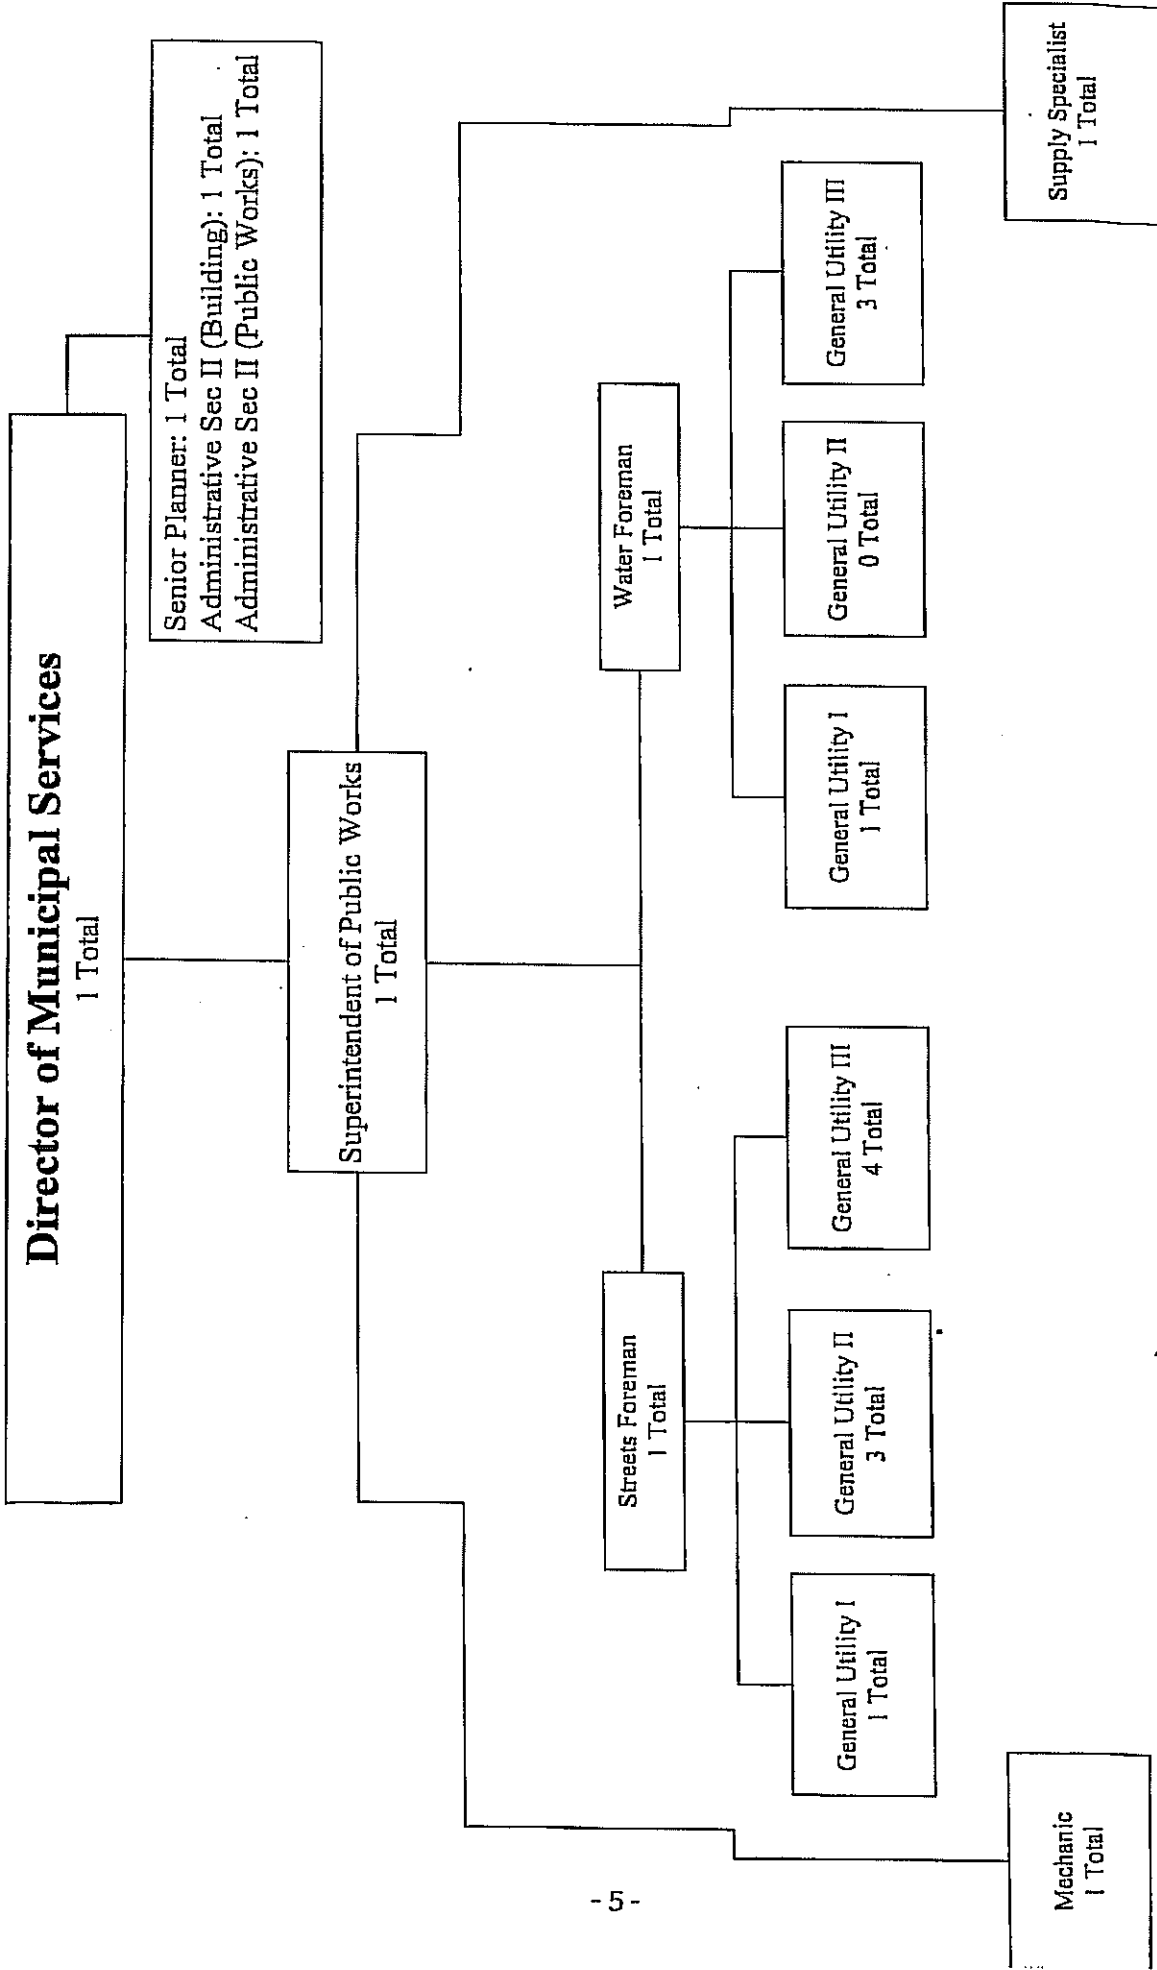 Director of Municipal Services
1 Total
Senior Planner: 1 Total
Administrative Sec II (Building): 1 Total
Administrative Sec II (Public Works): 1 Total
Superintendent of Public Works
1 Total
Streets Foreman
1 Total
Water Foreman
1 Total
General Utility I
1 Total
General Utility II
3 Total
General Utility III
4 Total
General Utility I
1 Total
General Utility II
0 Total
General Utility III
3 Total
Mechanic
1 Total
Supply Specialist
1 Total
-5-